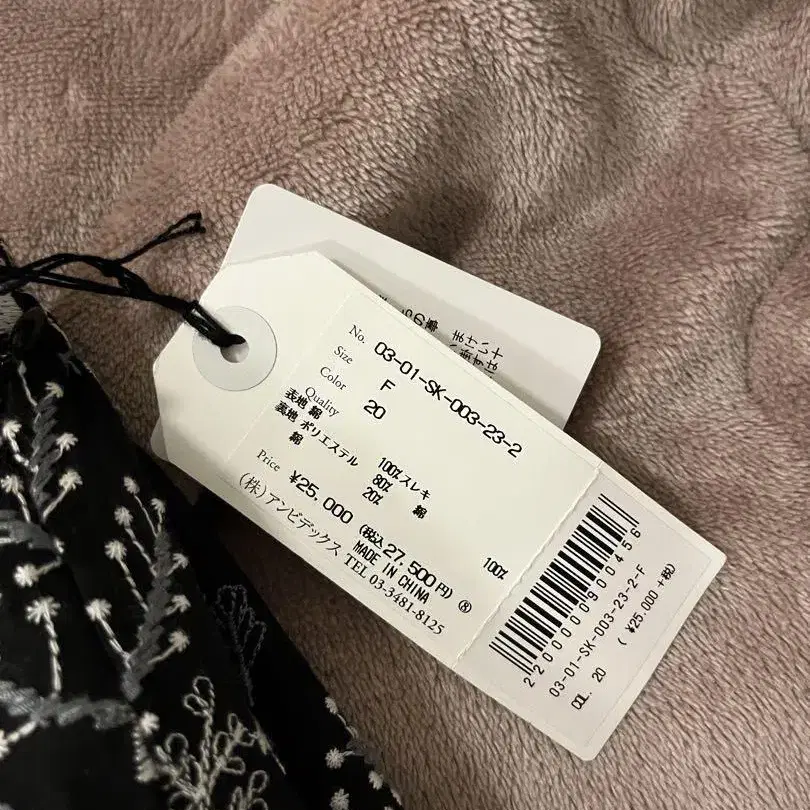 No. 03-01-SK-003-23-2
Size F
Color 20
Quality
表地 綿 100% スレキ 綿 100%
裏地 ポリエステル 80%
綿 20%
Price ¥25,000 (税込 27,500円)
MADE IN CHINA ⑧
(株)アンビデックス TEL 03-3481-8125
2200000900456
03-01-SK-003-23-2-F
COL. 20 ( ¥25,000 +税)